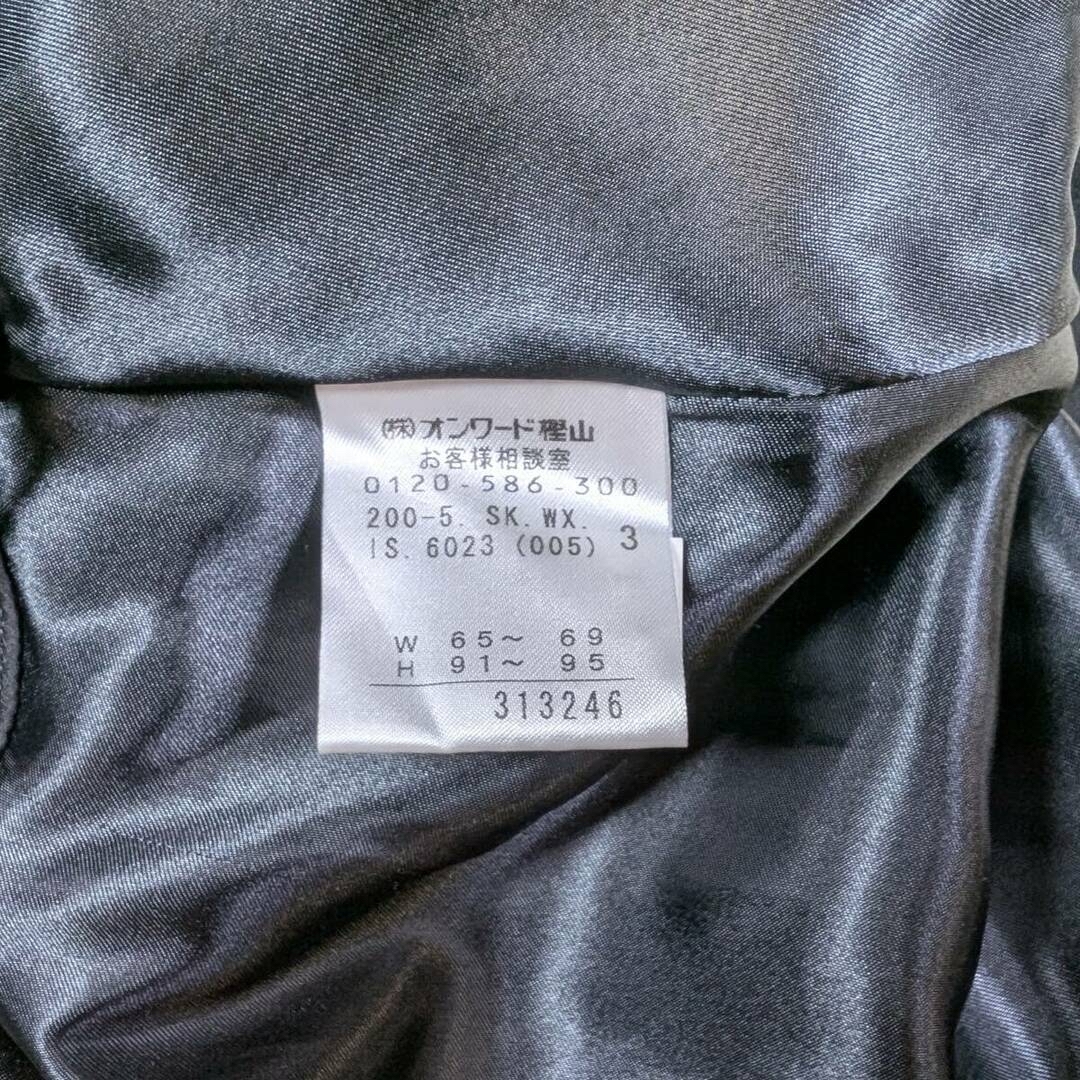 (株)オンワード樫山
お客様相談室
0120-586-300
200-5. SK. WX.
IS. 6023 (005) 3
W 65～ 69
H 91～ 95
313246